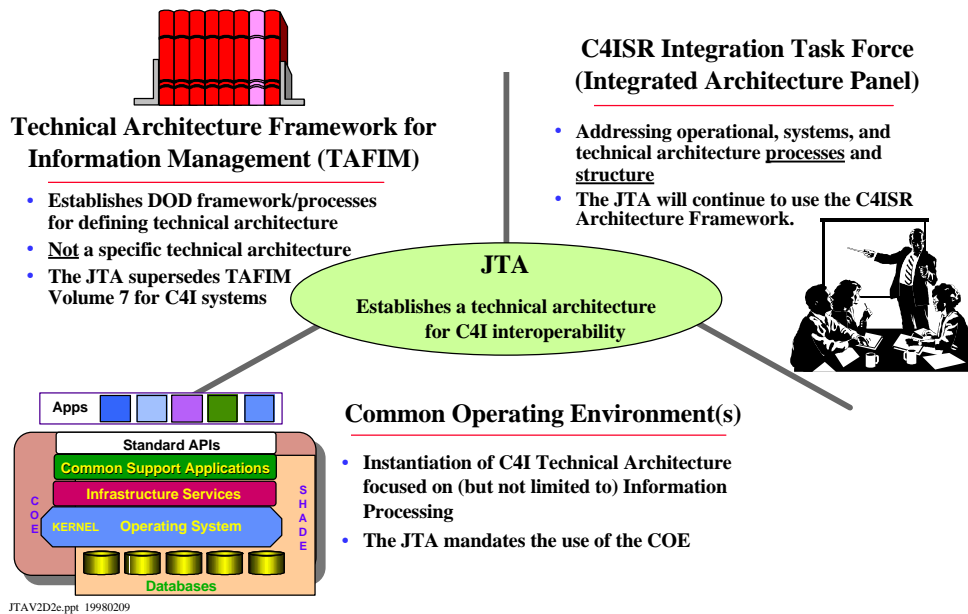 Technical Architecture Framework for
Information Management (TAFIM)
• Establishes DOD framework/processes
for defining technical architecture
• Not a specific technical architecture
• The JTA supersedes TAFIM
Volume 7 for C4I systems
C4ISR Integration Task Force
(Integrated Architecture Panel)
• Addressing operational, systems, and
technical architecture processes and
structure
• The JTA will continue to use the C4ISR
Architecture Framework.
JTA
Establishes a technical architecture
for C4I interoperability
Apps
Standard APIs
Common Support Applications
Infrastructure Services
COE
KERNEL Operating System
SHADE
Databases
Common Operating Environment(s)
• Instantiation of C4I Technical Architecture
focused on (but not limited to) Information
Processing
• The JTA mandates the use of the COE
JTAV2D2e.ppt 19980209